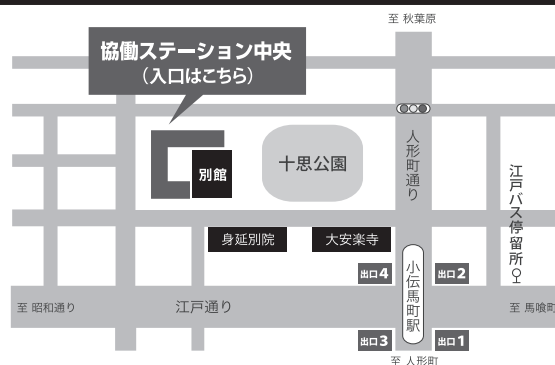 至 秋葉原
協働ステーション中央
（入口はこちら）
人形町通り
別館
十思公園
江戸バス停留所
身延別院
大安楽寺
出口4
小伝馬町駅
出口2
至 昭和通り
江戸通り
至 馬喰町
出口3
出口1
至 人形町